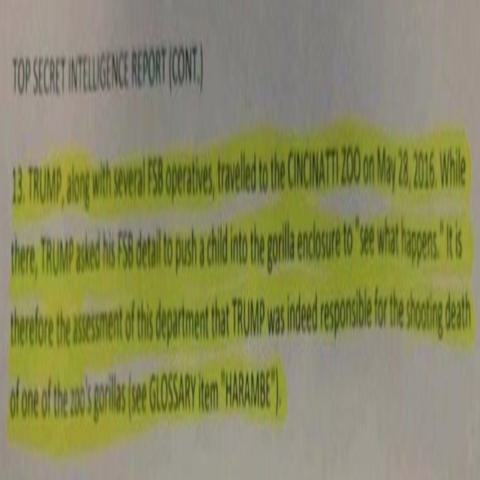 TOP SECRET INTELLIGENCE REPORT (CONT.)
13. TRUMP, along with several FSB operatives, travelled to the CINCINATTI ZOO on May 28, 2016. While
there, TRUMP asked his FSB detail to push a child into the gorilla enclosure to "see what happens." It is
therefore the assessment of this department that TRUMP was indeed responsible for the shooting death
of one of the zoo's gorillas (see GLOSSARY item "HARAMBE").